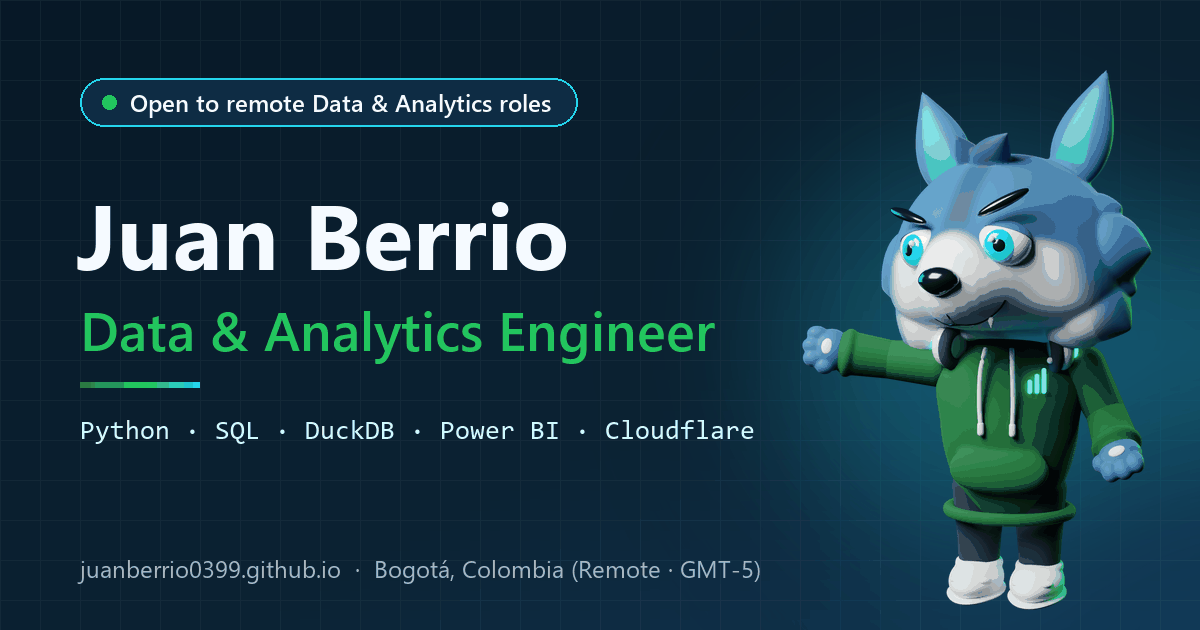 Open to remote Data & Analytics roles
Juan Berrio
Data & Analytics Engineer
Python · SQL · DuckDB · Power BI · Cloudflare
juanberrio0399.github.io · Bogotá, Colombia (Remote · GMT-5)